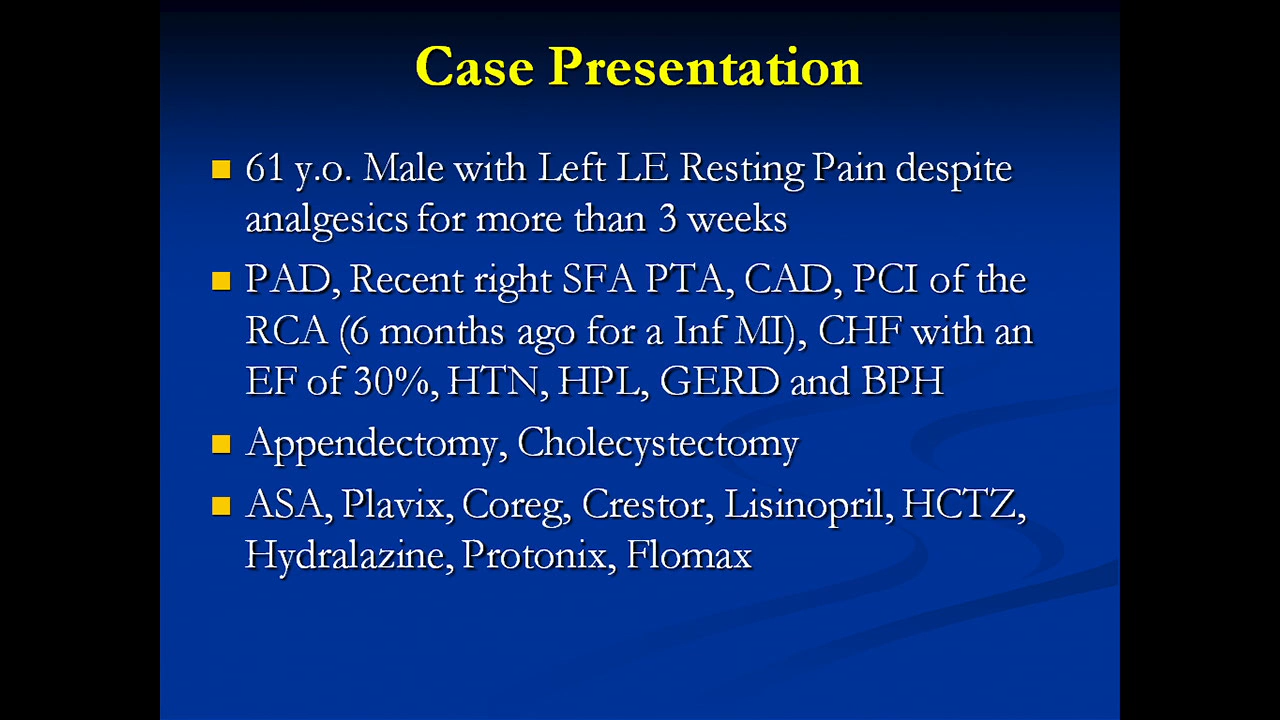 Case Presentation
61 y.o. Male with Left LE Resting Pain despite
analgesics for more than 3 weeks
PAD, Recent right SFA PTA, CAD, PCI of the
RCA (6 months ago for a Inf MI), CHF with an
EF of 30%, HTN, HPL, GERD and BPH
Appendectomy, Cholecystectomy
ASA, Plavix, Coreg, Crestor, Lisinopril, HCTZ,
Hydralazine, Protonix, Flomax